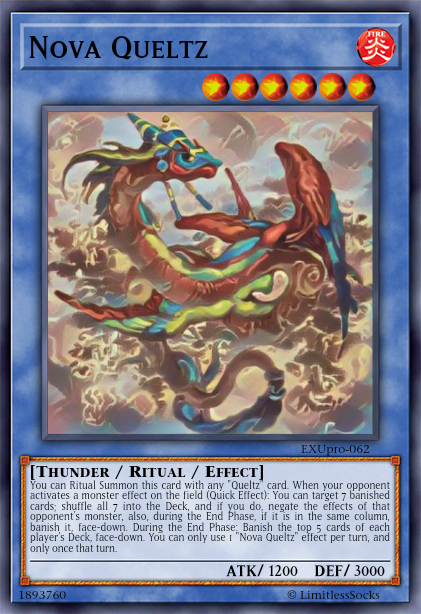 Nova Queltz
FIRE
炎
EXUpro-062
[Thunder / Ritual / Effect]
You can Ritual Summon this card with any "Queltz" card. When your opponent
activates a monster effect on the field (Quick Effect): You can target 7 banished
cards; shuffle all 7 into the Deck, and if you do, negate the effects of that
opponent's monster, also, during the End Phase, if it is in the same column,
banish it, face-down. During the End Phase: Banish the top 5 cards of each
player's Deck, face-down. You can only use 1 "Nova Queltz" effect per turn, and
only once that turn.
ATK/ 1200 DEF/ 3000
1893760 © LimitlessSocks